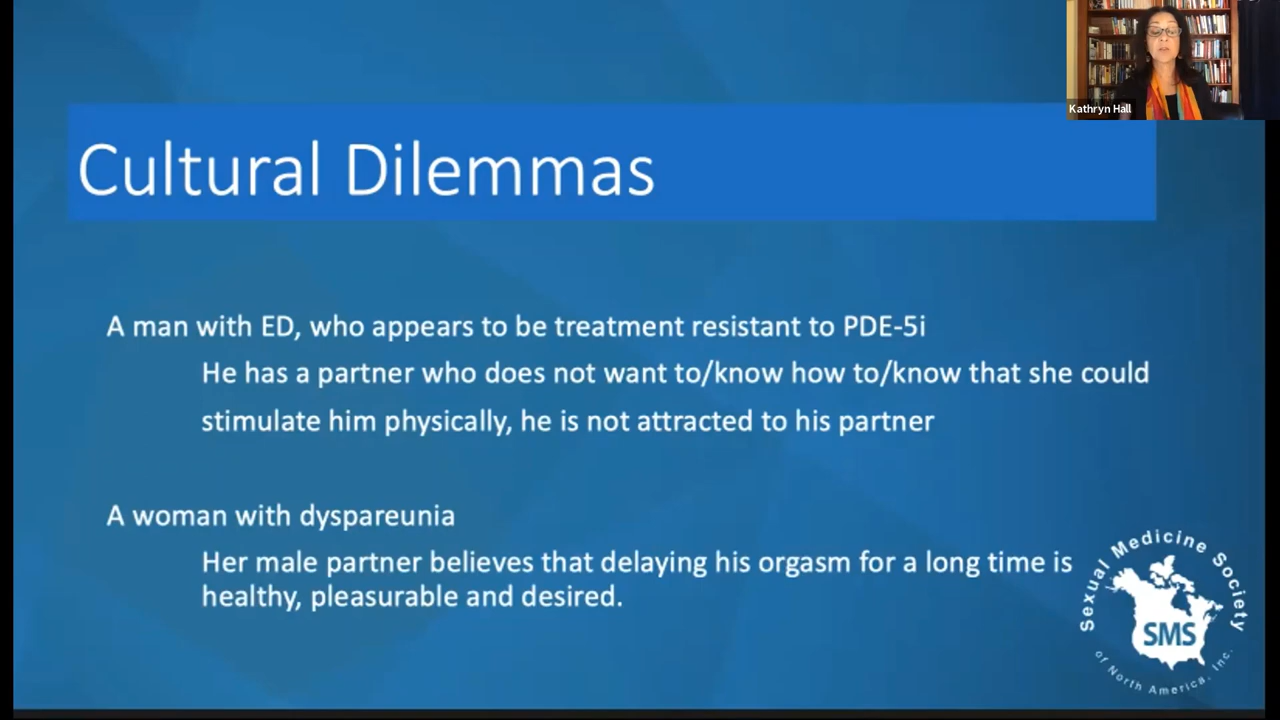 Kathryn Hall
Cultural Dilemmas
A man with ED, who appears to be treatment resistant to PDE-5i
He has a partner who does not want to/know how to/know that she could
stimulate him physically, he is not attracted to his partner
A woman with dyspareunia
Her male partner believes that delaying his orgasm for a long time is
healthy, pleasurable and desired.
Sexual Medicine Society
SMS
of North America, Inc.